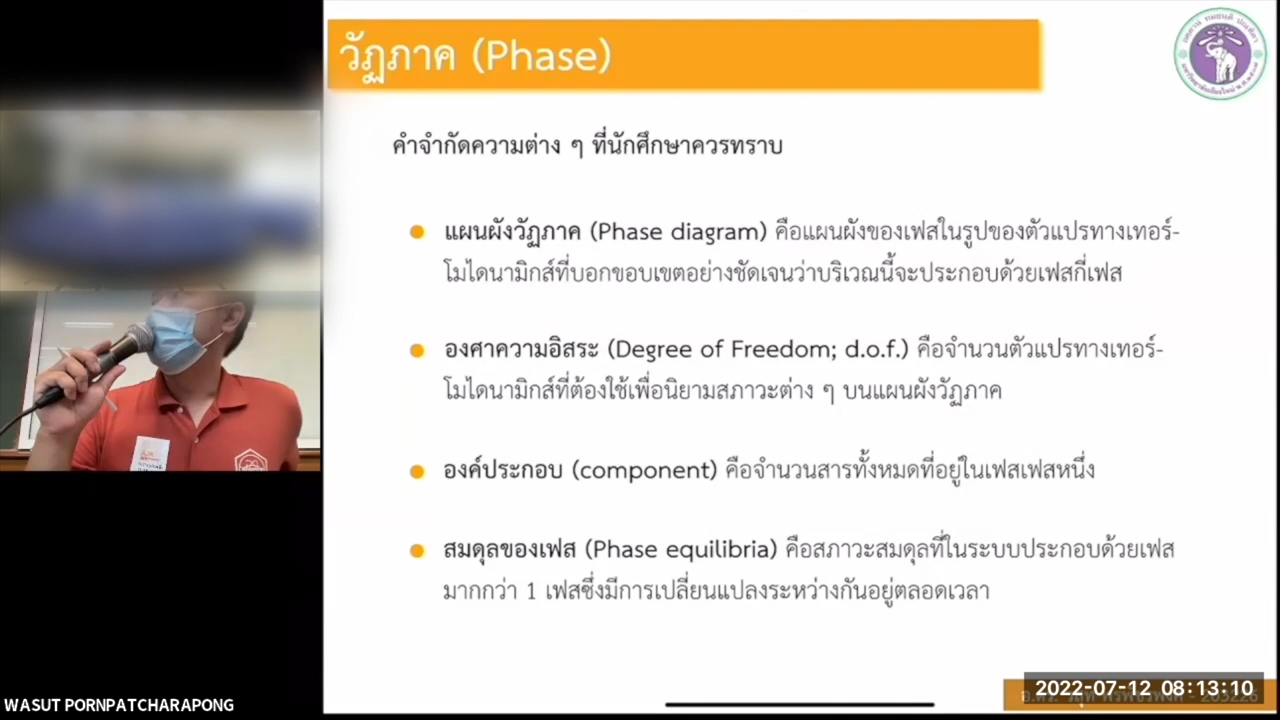 วัฏภาค (Phase)
คำจำกัดความต่าง ๆ ที่นักศึกษาควรทราบ
แผนผังวัฏภาค (Phase diagram) คือแผนผังของเฟสในรูปของตัวแปรทางเทอร์-
โมไดนามิกส์ที่บอกขอบเขตอย่างชัดเจนว่าบริเวณนี้จะประกอบด้วยเฟสกี่เฟส
องศาความอิสระ (Degree of Freedom; d.o.f.) คือจำนวนตัวแปรทางเทอร์-
โมไดนามิกส์ที่ต้องใช้เพื่อนิยามสภาวะต่าง ๆ บนแผนผังวัฏภาค
องค์ประกอบ (component) คือจำนวนสารทั้งหมดที่อยู่ในเฟสเฟสหนึ่ง
สมดุลของเฟส (Phase equilibria) คือสภาวะสมดุลที่ในระบบประกอบด้วยเฟส
มากกว่า 1 เฟสซึ่งมีการเปลี่ยนแปลงระหว่างกันอยู่ตลอดเวลา
2022-07-12 08:13:10
WASUT PORNPATCHARAPONG